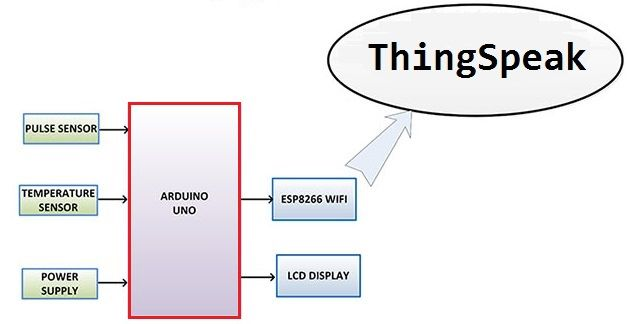 ThingSpeak
PULSE SENSOR
TEMPERATURE
SENSOR
POWER
SUPPLY
ARDUINO
UNO
ESP8266 WIFI
LCD DISPLAY